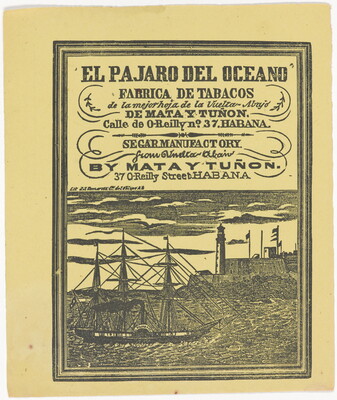 EL PAJARO DEL OCEANO
FABRICA DE TABACOS
de la mejor hoja de la Vuelta-Abajo
DE MATA Y TUÑON.
Calle de O-Reilly nº 37. HABANA.
SEGAR MANUFACTORY.
from Vuelta-Abajo
BY MATA Y TUÑON.
37 O-Reilly Street HABANA
Lit.